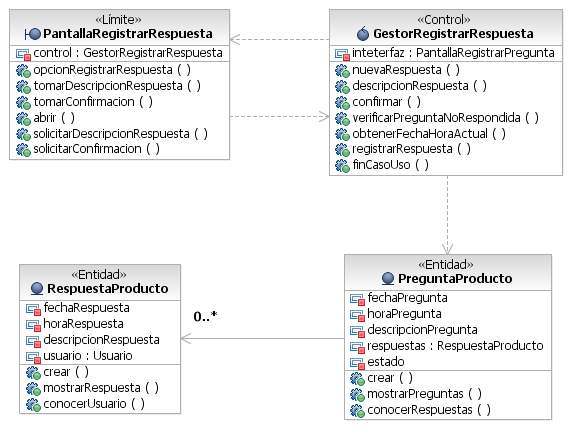 «Límite»
PantallaRegistrarRespuesta
control : GestorRegistrarRespuesta
opcionRegistrarRespuesta ( )
tomarDescripcionRespuesta ( )
tomarConfirmacion ( )
abrir ( )
solicitarDescripcionRespuesta ( )
solicitarConfirmacion ( )
«Control»
GestorRegistrarRespuesta
inteterfaz : PantallaRegistrarPregunta
nuevaRespuesta ( )
descripcionRespuesta ( )
confirmar ( )
verificarPreguntaNoRespondida ( )
obtenerFechaHoraActual ( )
registrarRespuesta ( )
finCasoUso ( )
«Entidad»
RespuestaProducto
fechaRespuesta
horaRespuesta
descripcionRespuesta
usuario : Usuario
crear ( )
mostrarRespuesta ( )
conocerUsuario ( )
0..*
«Entidad»
PreguntaProducto
fechaPregunta
horaPregunta
descripcionPregunta
respuestas : RespuestaProducto
estado
crear ( )
mostrarPreguntas ( )
conocerRespuestas ( )